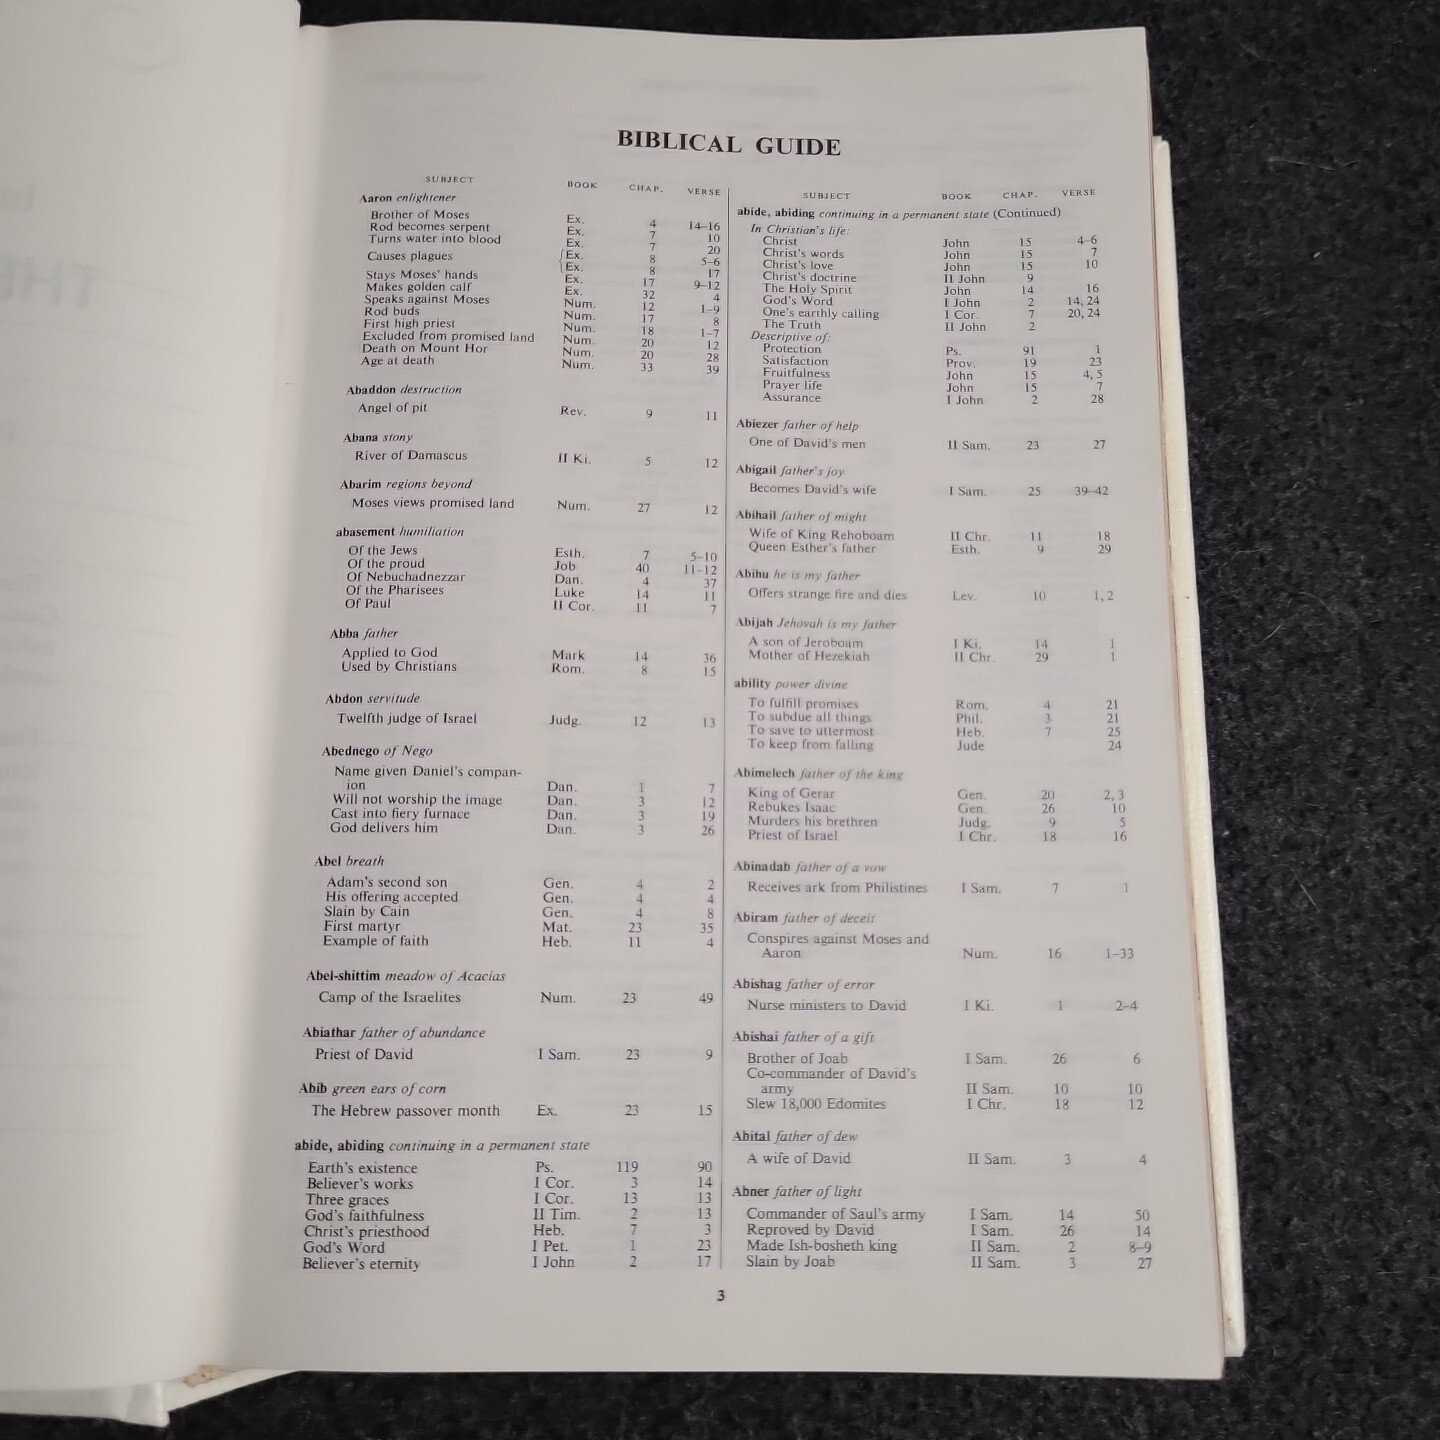 BIBLICAL GUIDE
SUBJECT BOOK CHAP. VERSE
Aaron enlightener
Brother of Moses Ex. 4 14–16
Rod becomes serpent Ex. 7 10
Turns water into blood Ex. 7 20
Causes plagues Ex. 8 5–6
Ex. 8 17
Stays Moses' hands Ex. 17 9–12
Makes golden calf Ex. 32 4
Speaks against Moses Num. 12 1–9
Rod buds Num. 17 8
First high priest Num. 18 1–7
Excluded from promised land Num. 20 12
Death on Mount Hor Num. 20 28
Age at death Num. 33 39
Abaddon destruction
Angel of pit Rev. 9 11
Abana stony
River of Damascus II Ki. 5 12
Abarim regions beyond
Moses views promised land Num. 27 12
abasement humiliation
Of the Jews Esth. 7 5–10
Of the proud Job 40 11–12
Of Nebuchadnezzar Dan. 4 37
Of the Pharisees Luke 14 11
Of Paul II Cor. 11 7
Abba father
Applied to God Mark 14 36
Used by Christians Rom. 8 15
Abdon servitude
Twelfth judge of Israel Judg. 12 13
Abednego of Nego
Name given Daniel's compan-
ion Dan. 1 7
Will not worship the image Dan. 3 12
Cast into fiery furnace Dan. 3 19
God delivers him Dan. 3 26
Abel breath
Adam's second son Gen. 4 2
His offering accepted Gen. 4 4
Slain by Cain Gen. 4 8
First martyr Mat. 23 35
Example of faith Heb. 11 4
Abel-shittim meadow of Acacias
Camp of the Israelites Num. 23 49
Abiathar father of abundance
Priest of David I Sam. 23 9
Abib green ears of corn
The Hebrew passover month Ex. 23 15
abide, abiding continuing in a permanent state
Earth's existence Ps. 119 90
Believer's works I Cor. 3 14
Three graces I Cor. 13 13
God's faithfulness II Tim. 2 13
Christ's priesthood Heb. 7 3
God's Word I Pet. 1 23
Believer's eternity I John 2 17
SUBJECT BOOK CHAP. VERSE
abide, abiding continuing in a permanent state (Continued)
In Christian's life:
Christ John 15 4–6
Christ's words John 15 7
Christ's love John 15 10
Christ's doctrine II John 9
The Holy Spirit John 14 16
God's Word I John 2 14, 24
One's earthly calling I Cor. 7 20, 24
The Truth II John 2
Descriptive of:
Protection Ps. 91 1
Satisfaction Prov. 19 23
Fruitfulness John 15 4, 5
Prayer life John 15 7
Assurance I John 2 28
Abiezer father of help
One of David's men II Sam. 23 27
Abigail father's joy
Becomes David's wife I Sam. 25 39–42
Abihail father of might
Wife of King Rehoboam II Chr. 11 18
Queen Esther's father Esth. 9 29
Abihu he is my father
Offers strange fire and dies Lev. 10 1, 2
Abijah Jehovah is my father
A son of Jeroboam I Ki. 14 1
Mother of Hezekiah II Chr. 29 1
ability power divine
To fulfill promises Rom. 4 21
To subdue all things Phil. 3 21
To save to uttermost Heb. 7 25
To keep from falling Jude 24
Abimelech father of the king
King of Gerar Gen. 20 2, 3
Rebukes Isaac Gen. 26 10
Murders his brethren Judg. 9 5
Priest of Israel I Chr. 18 16
Abinadab father of a vow
Receives ark from Philistines I Sam. 7 1
Abiram father of deceit
Conspires against Moses and
Aaron Num. 16 1–33
Abishag father of error
Nurse ministers to David I Ki. 1 2–4
Abishai father of a gift
Brother of Joab I Sam. 26 6
Co-commander of David's
army II Sam. 10 10
Slew 18,000 Edomites I Chr. 18 12
Abital father of dew
A wife of David II Sam. 3 4
Abner father of light
Commander of Saul's army I Sam. 14 50
Reproved by David I Sam. 26 14
Made Ish-bosheth king II Sam. 2 8–9
Slain by Joab II Sam. 3 27
3